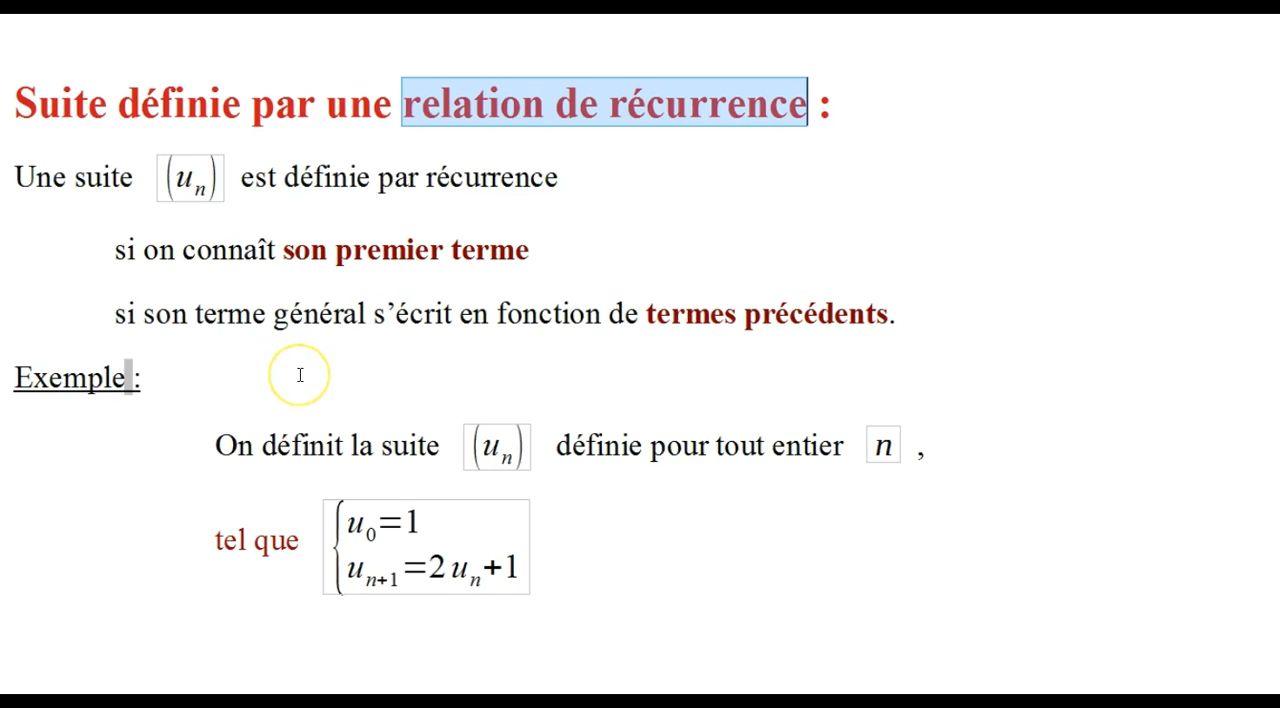 Suite définie par une relation de récurrence :
Une suite (u_n) est définie par récurrence
si on connaît son premier terme
si son terme général s’écrit en fonction de termes précédents.
Exemple :
On définit la suite (u_n) définie pour tout entier n ,
tel que { u_0=1
u_{n+1}=2u_n+1